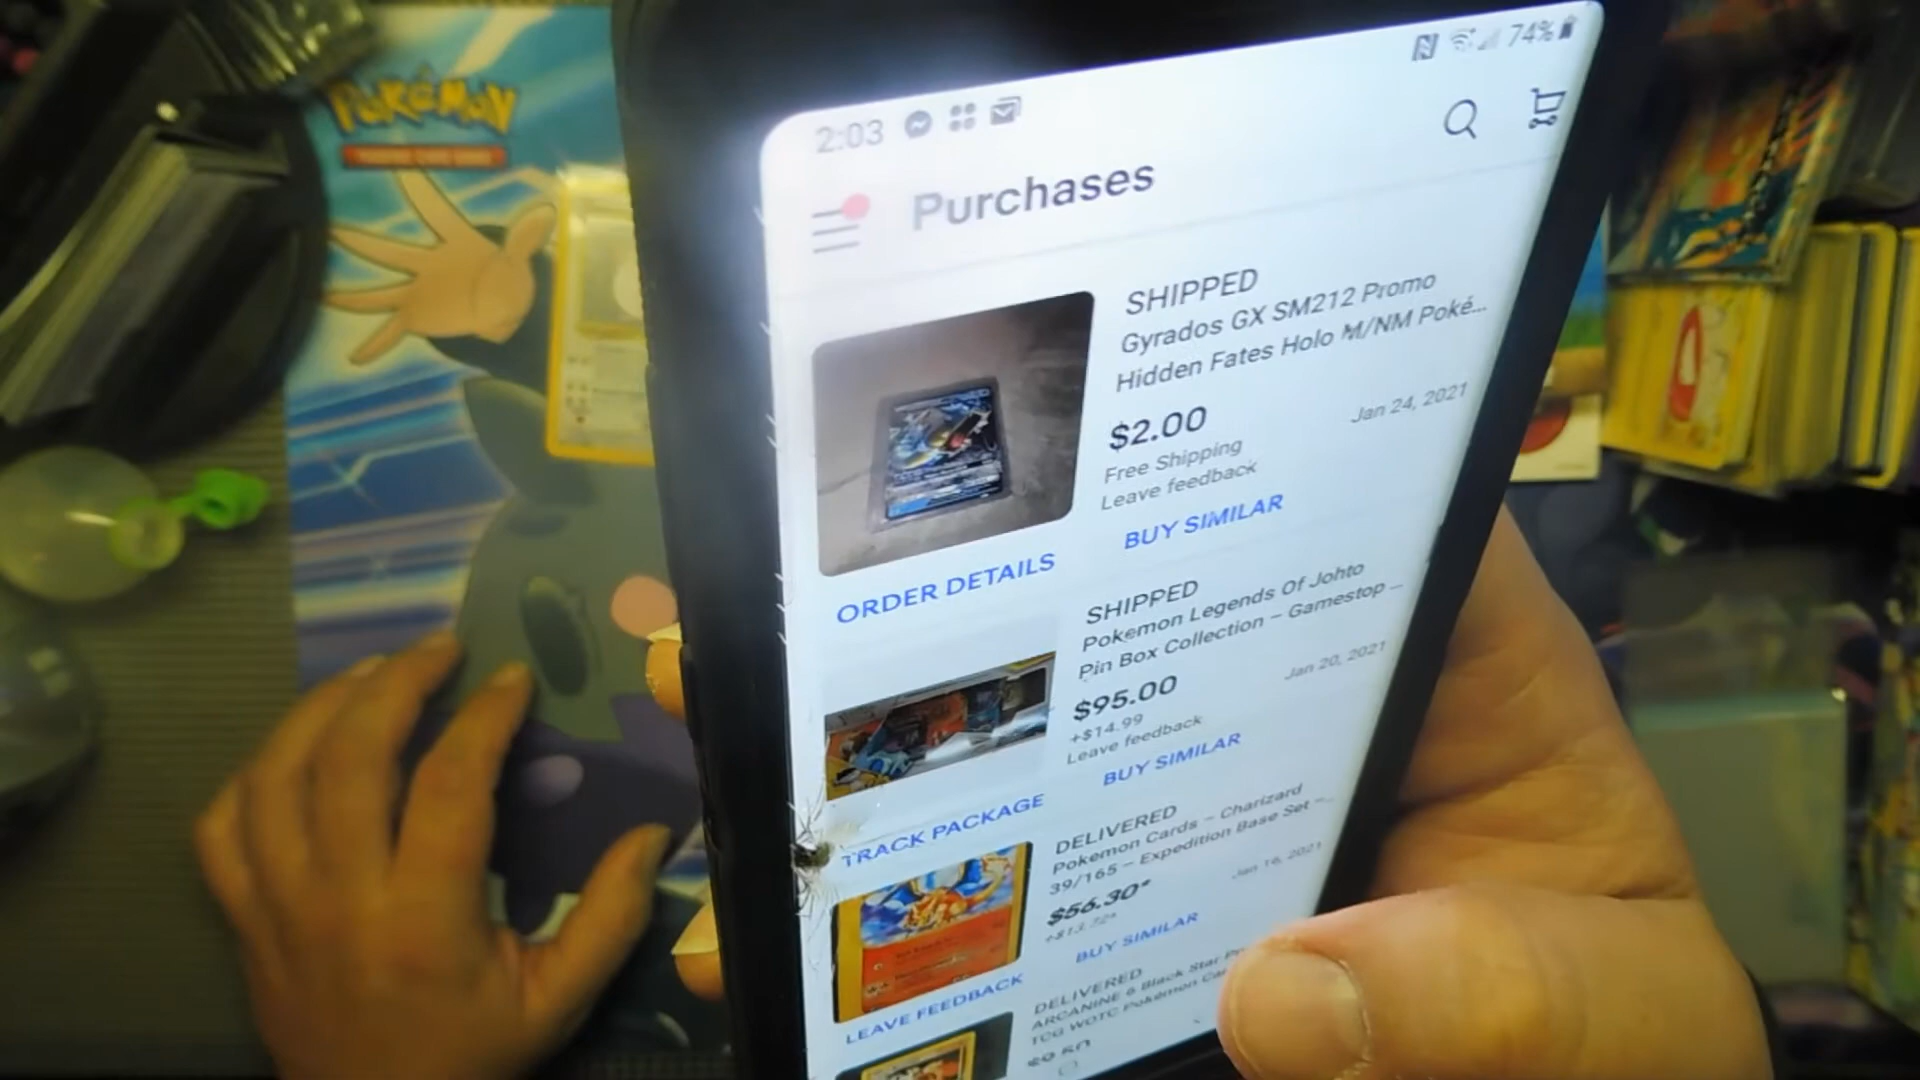 POKéMON
2:03
74%
Purchases
SHIPPED
Gyrados GX SM212 Promo
Hidden Fates Holo M/NM Poké...
$2.00
Jan 24, 2021
Free Shipping
Leave feedback
BUY SIMILAR
ORDER DETAILS
SHIPPED
Pokemon Legends Of Johto
Pin Box Collection – Gamestop –
$95.00
Jan 20, 2021
+$14.99
Leave feedback
BUY SIMILAR
TRACK PACKAGE
DELIVERED
Pokemon Cards – Charizard
39/165 – Expedition Base Set –
$56.30*
Jan 16, 2021
BUY SIMILAR
LEAVE FEEDBACK
DELIVERED
ARCANINE 6 Black Star
TCG WOTC Pokémon